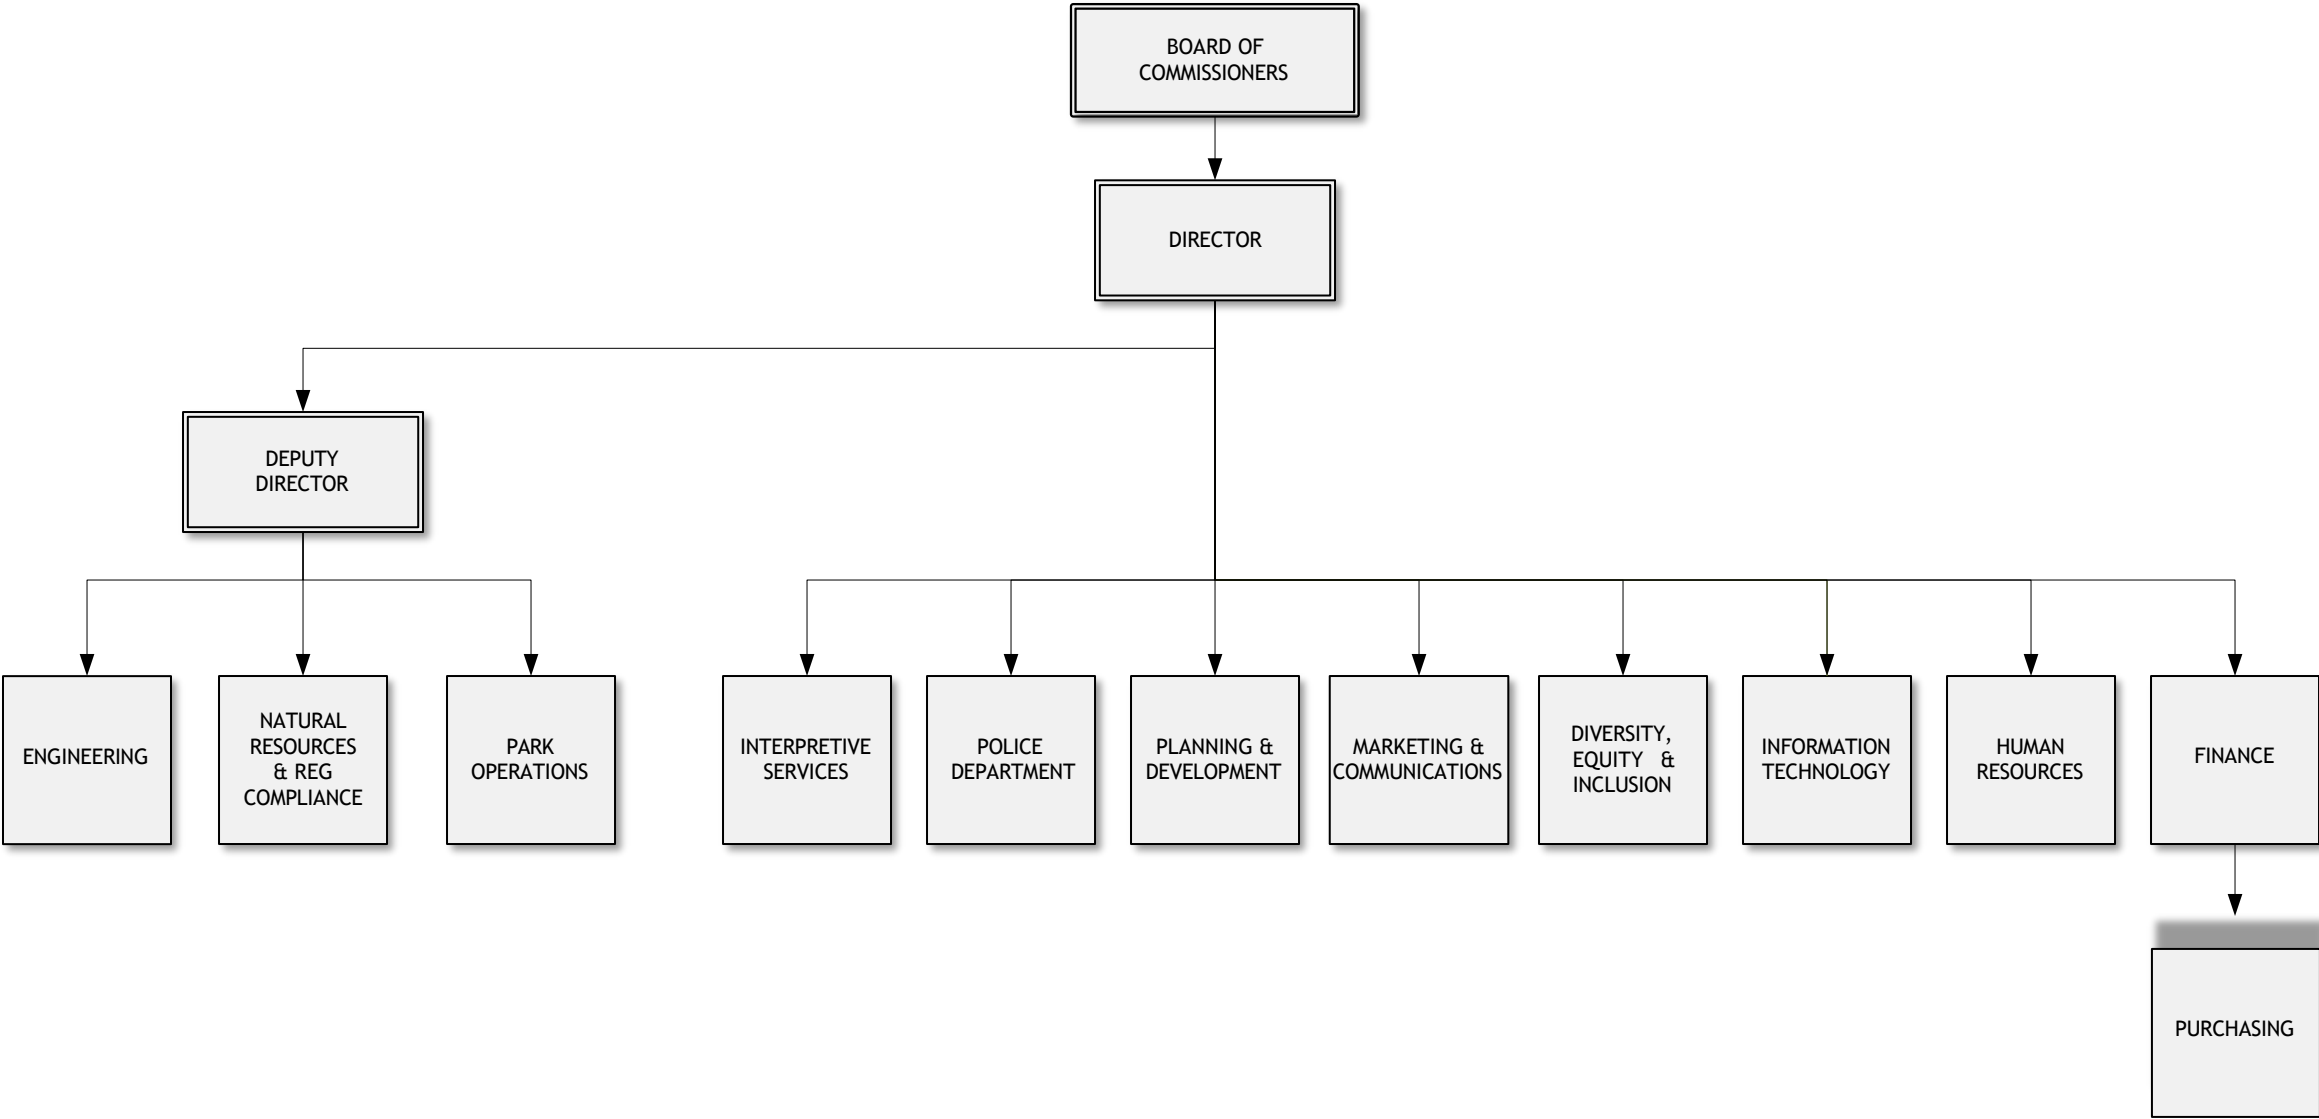 BOARD OF
COMMISSIONERS
DIRECTOR
DEPUTY
DIRECTOR
ENGINEERING
NATURAL
RESOURCES
& REG
COMPLIANCE
PARK
OPERATIONS
INTERPRETIVE
SERVICES
POLICE
DEPARTMENT
PLANNING &
DEVELOPMENT
MARKETING &
COMMUNICATIONS
DIVERSITY,
EQUITY &
INCLUSION
INFORMATION
TECHNOLOGY
HUMAN
RESOURCES
FINANCE
PURCHASING